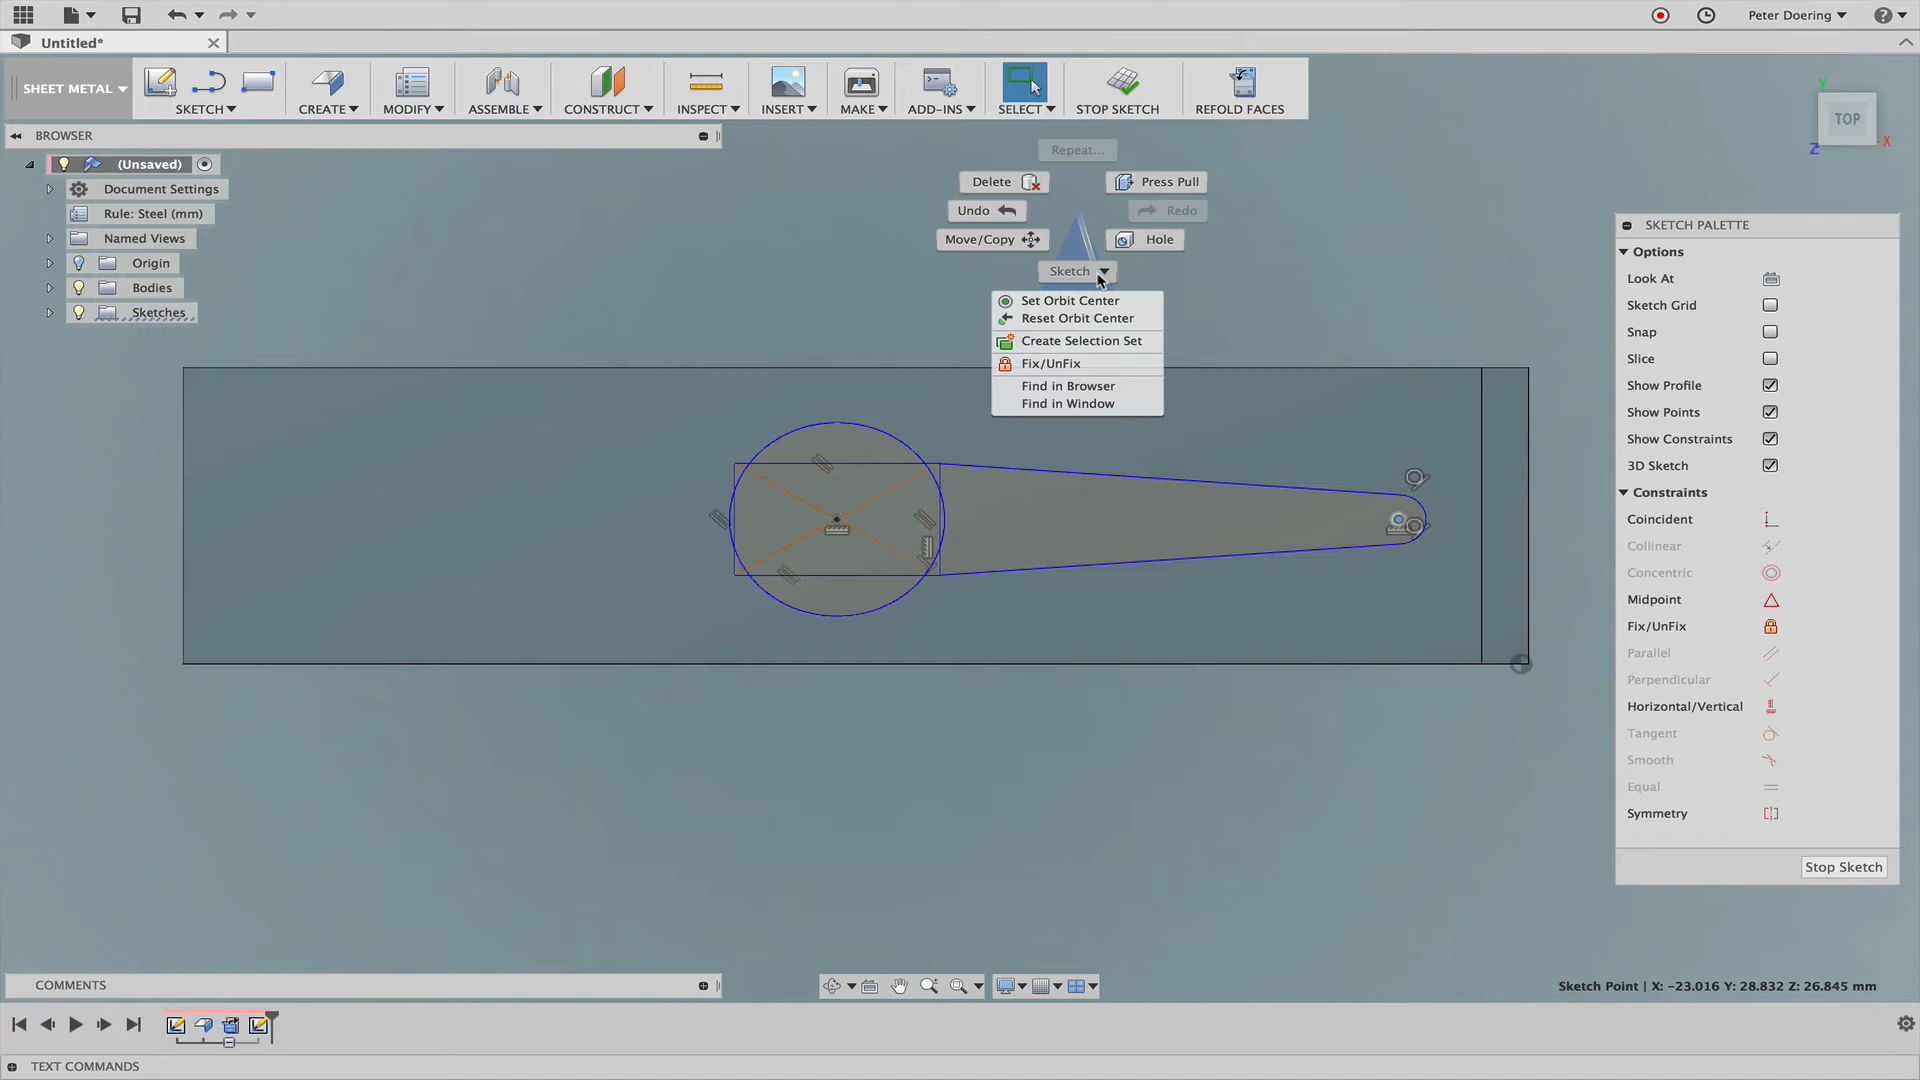 Peter Doering
Untitled*
SHEET METAL
SKETCH
CREATE
MODIFY
ASSEMBLE
CONSTRUCT
INSPECT
INSERT
MAKE
ADD-INS
SELECT
STOP SKETCH
REFOLD FACES
TOP
Y
X
Z
BROWSER
(Unsaved)
Document Settings
Rule: Steel (mm)
Named Views
Origin
Bodies
Sketches
Repeat...
Delete
Press Pull
Undo
Redo
Move/Copy
Hole
Sketch
Set Orbit Center
Reset Orbit Center
Create Selection Set
Fix/UnFix
Find in Browser
Find in Window
SKETCH PALETTE
Options
Look At
Sketch Grid
Snap
Slice
Show Profile
Show Points
Show Constraints
3D Sketch
Constraints
Coincident
Collinear
Concentric
Midpoint
Fix/UnFix
Parallel
Perpendicular
Horizontal/Vertical
Tangent
Smooth
Equal
Symmetry
Stop Sketch
COMMENTS
Sketch Point | X: -23.016 Y: 28.832 Z: 26.845 mm
TEXT COMMANDS